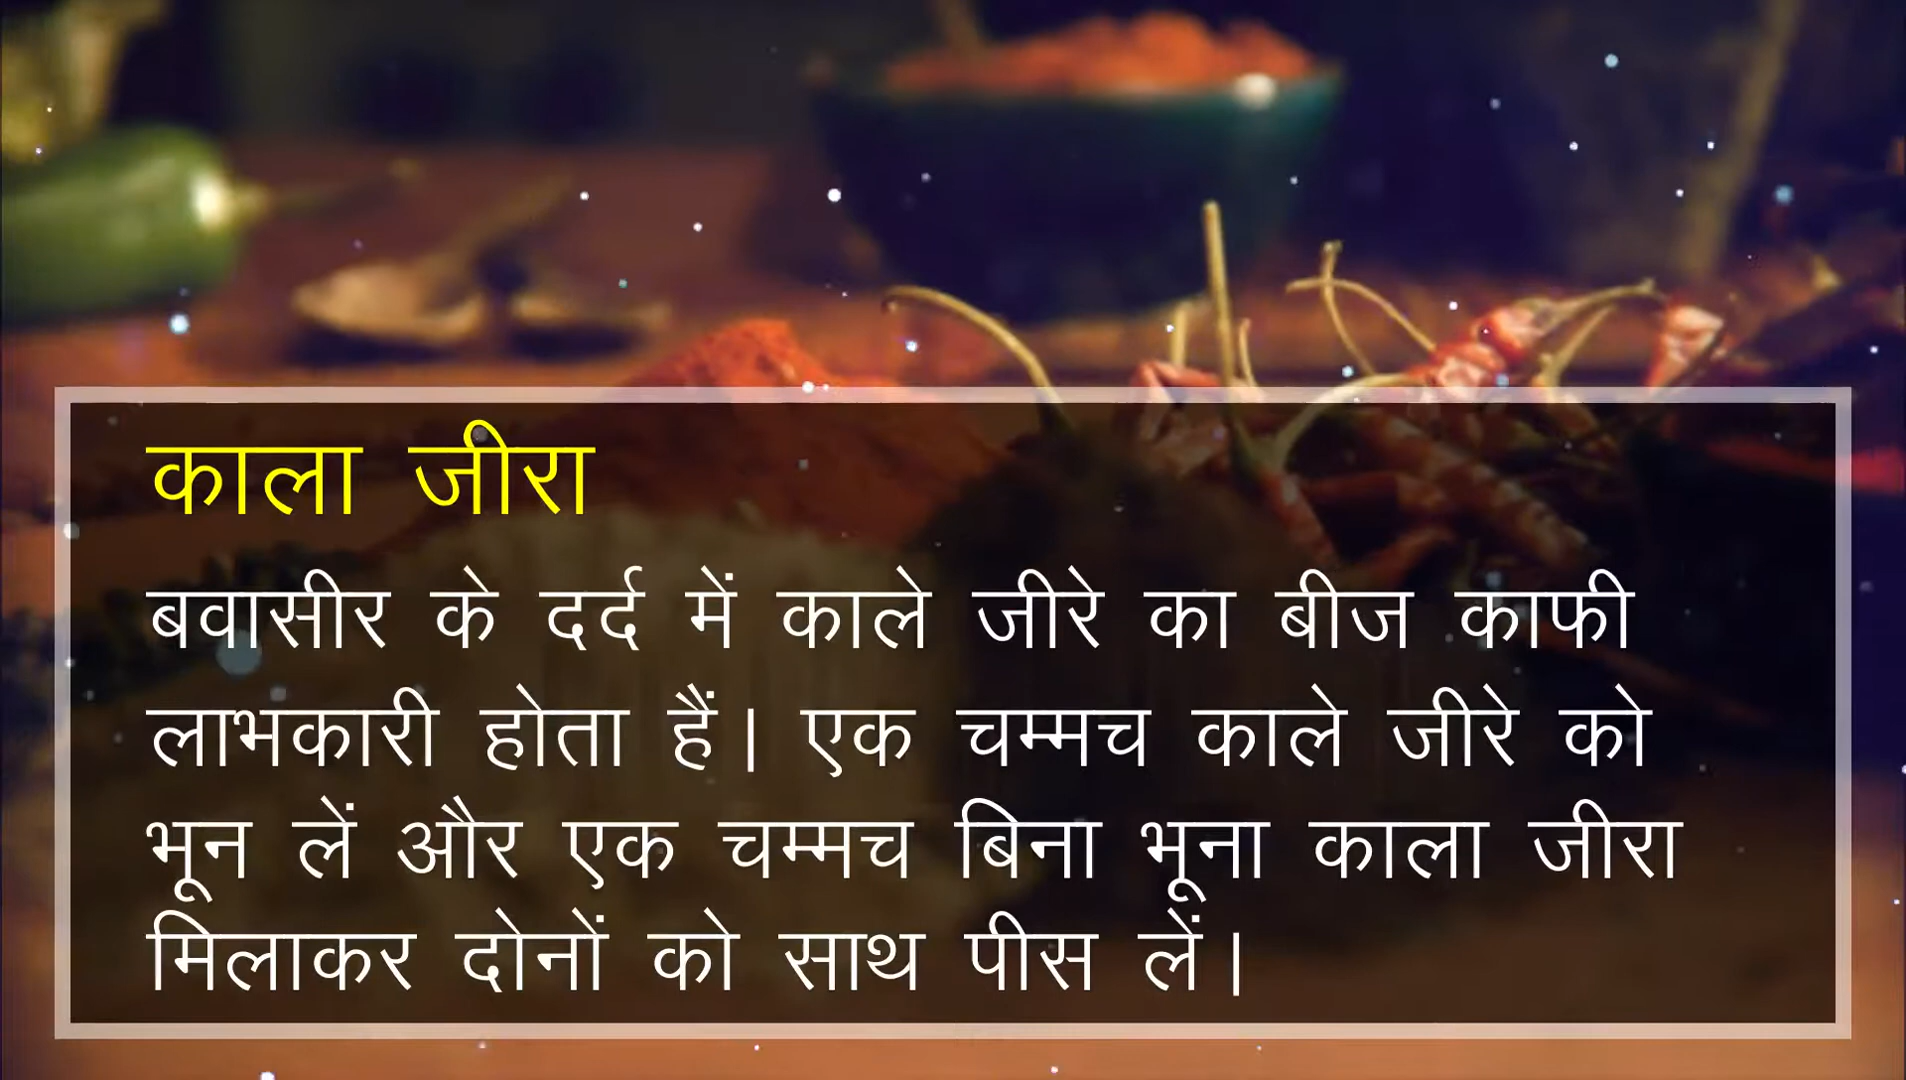 काला जीरा
बवासीर के दर्द में काले जीरे का बीज काफी
लाभकारी होता हैं। एक चम्मच काले जीरे को
भून लें और एक चम्मच बिना भूना काला जीरा
मिलाकर दोनों को साथ पीस लें।